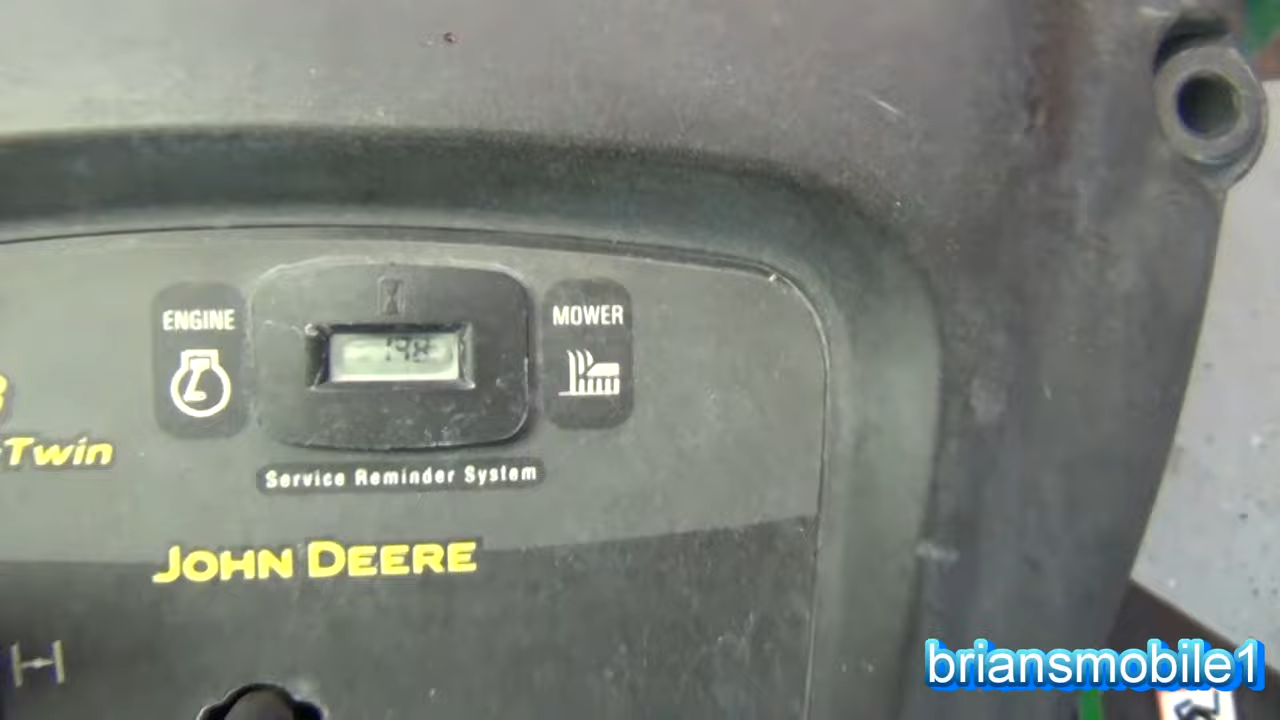 ENGINE
MOWER
198
Twin
Service Reminder System
JOHN DEERE
briansmobile1